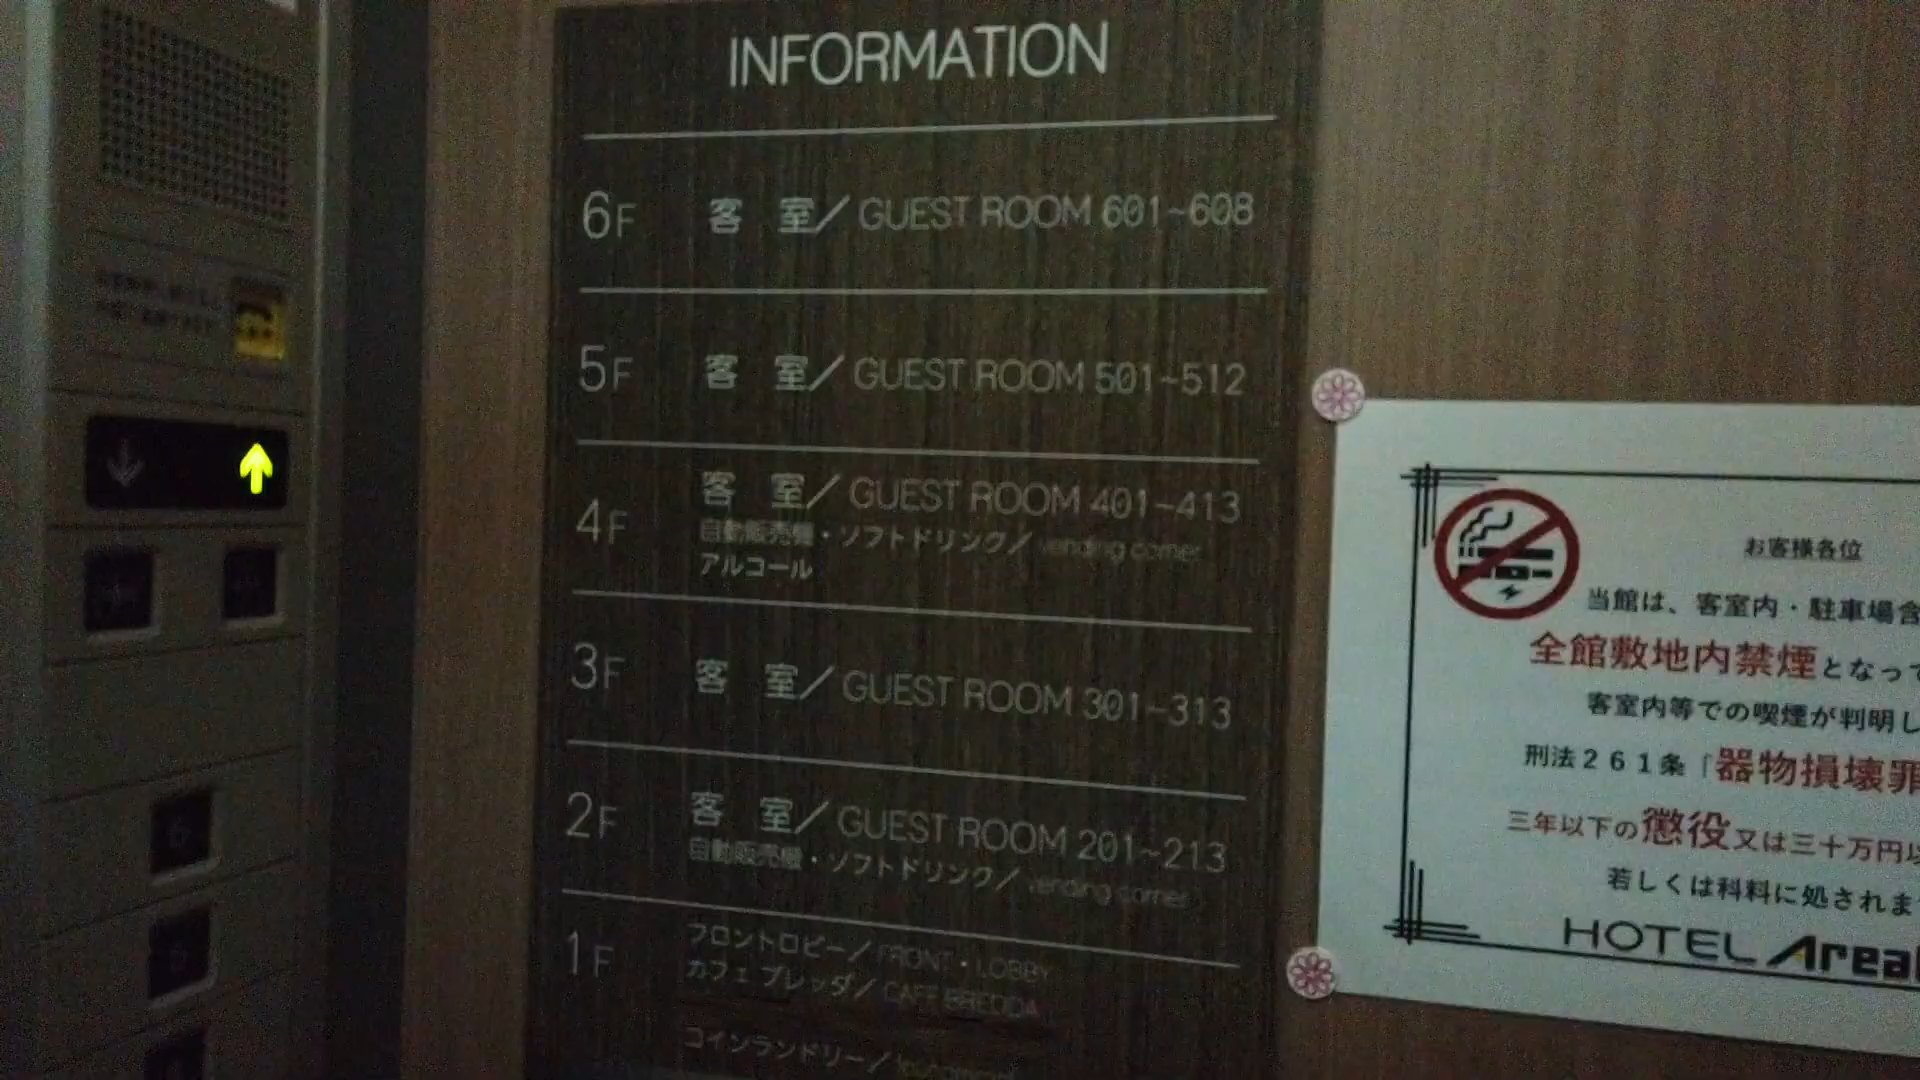 INFORMATION
6F 客 室／GUEST ROOM 601~608
5F 客 室／GUEST ROOM 501~512
4F 客 室／GUEST ROOM 401~413
自動販売機・ソフトドリング／vending corner
アルコール
3F 客 室／GUEST ROOM 301~313
2F 客 室／GUEST ROOM 201~213
自動販売機・ソフトドリング／vending corner
1F フロントロビー／FRONT・LOBBY
カフェ ブレッダ／CAFE BREDDA
コインランドリー／
お客様各位
当館は、客室内・駐車場含
全館敷地内禁煙となって
客室内等での喫煙が判明し
刑法261条「器物損壊罪
三年以下の懲役又は三十万円以
若しくは科料に処されま
HOTEL Area